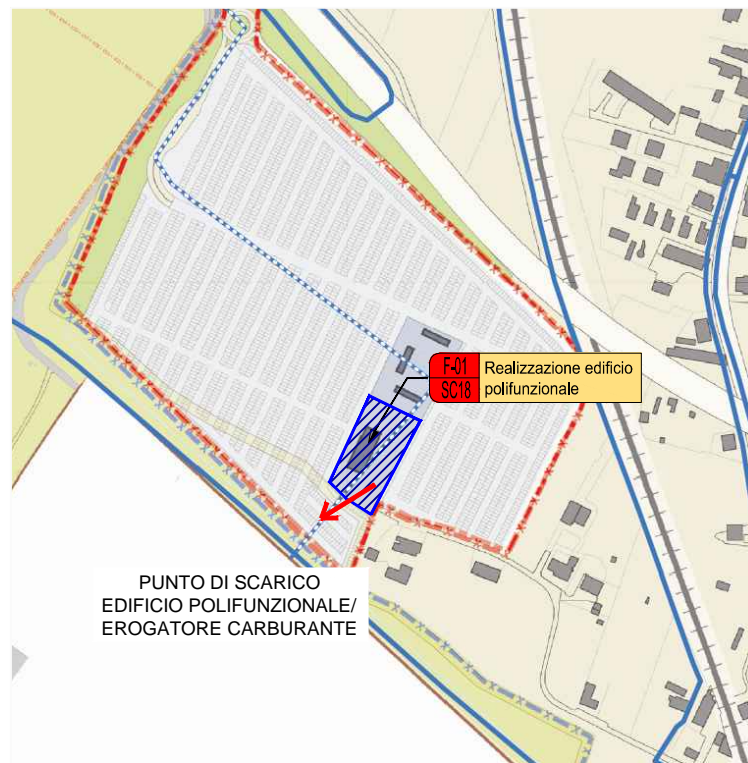 F-01 Realizzazione edificio
SC18 polifunzionale
PUNTO DI SCARICO
EDIFICIO POLIFUNZIONALE/
EROGATORE CARBURANTE